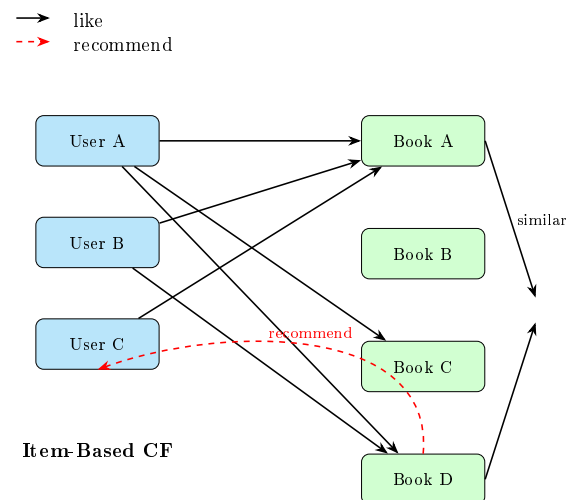 like
recommend
User A
Book A
similar
User B
Book B
recommend
User C
Book C
Item-Based CF
Book D